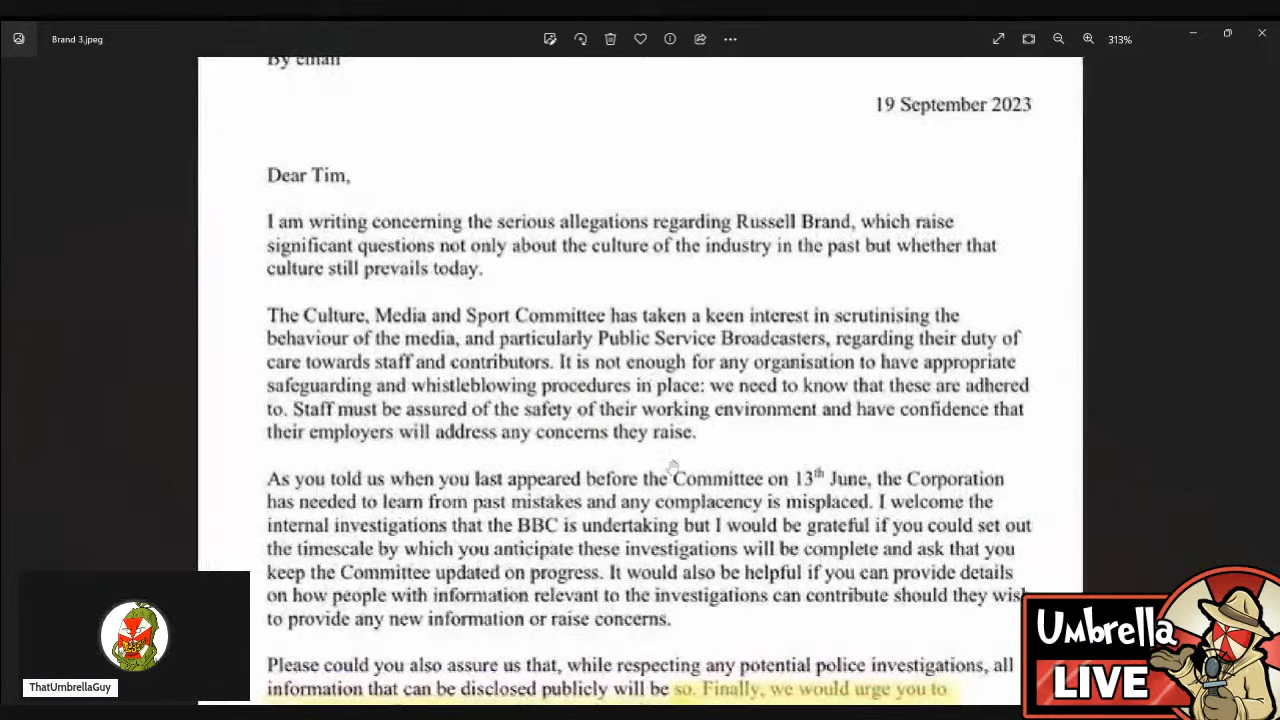 Brand 3.jpeg
313%
By email
19 September 2023
Dear Tim,
I am writing concerning the serious allegations regarding Russell Brand, which raise
significant questions not only about the culture of the industry in the past but whether that
culture still prevails today.
The Culture, Media and Sport Committee has taken a keen interest in scrutinising the
behaviour of the media, and particularly Public Service Broadcasters, regarding their duty of
care towards staff and contributors. It is not enough for any organisation to have appropriate
safeguarding and whistleblowing procedures in place: we need to know that these are adhered
to. Staff must be assured of the safety of their working environment and have confidence that
their employers will address any concerns they raise.
As you told us when you last appeared before the Committee on 13th June, the Corporation
has needed to learn from past mistakes and any complacency is misplaced. I welcome the
internal investigations that the BBC is undertaking but I would be grateful if you could set out
the timescale by which you anticipate these investigations will be complete and ask that you
keep the Committee updated on progress. It would also be helpful if you can provide details
on how people with information relevant to the investigations can contribute should they wish
to provide any new information or raise concerns.
Please could you also assure us that, while respecting any potential police investigations, all
information that can be disclosed publicly will be so. Finally, we would urge you to
ThatUmbrellaGuy
Umbrella
LIVE